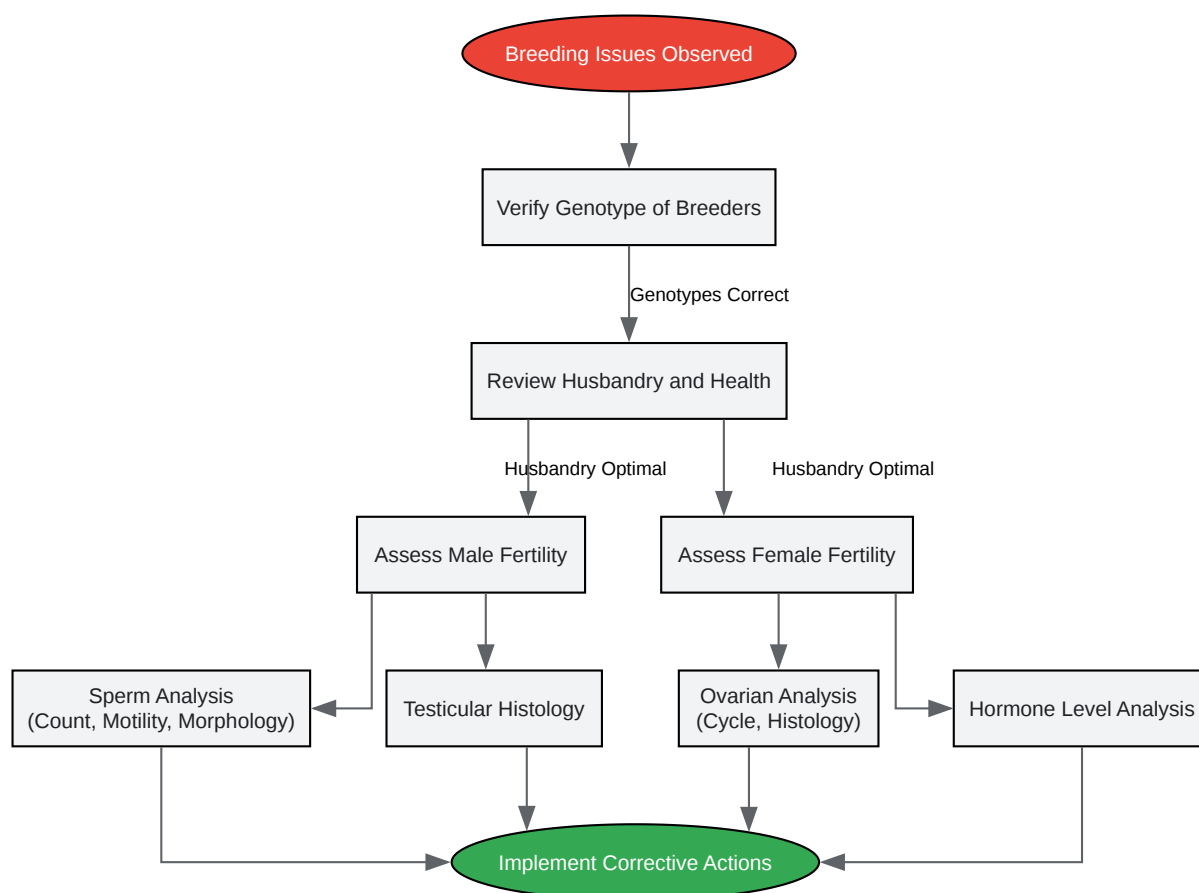 Breeding Issues Observed
Verify Genotype of Breeders
Genotypes Correct
Review Husbandry and Health
Husbandry Optimal
Husbandry Optimal
Assess Male Fertility
Assess Female Fertility
Sperm Analysis
(Count, Motility, Morphology)
Testicular Histology
Ovarian Analysis
(Cycle, Histology)
Hormone Level Analysis
Implement Corrective Actions